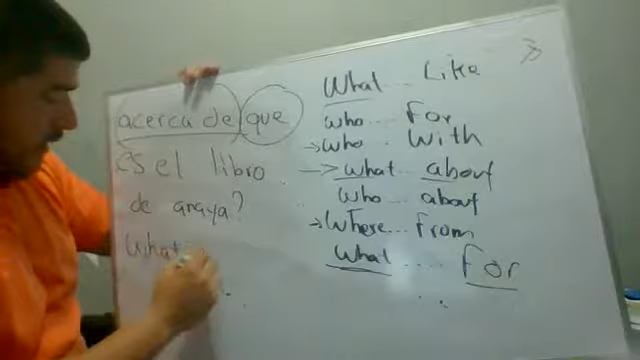 acerca de que
es el libro
de anaya?
What
What... Like
who... For
→who. With
→what about
who... about
→Where... From
What.... For